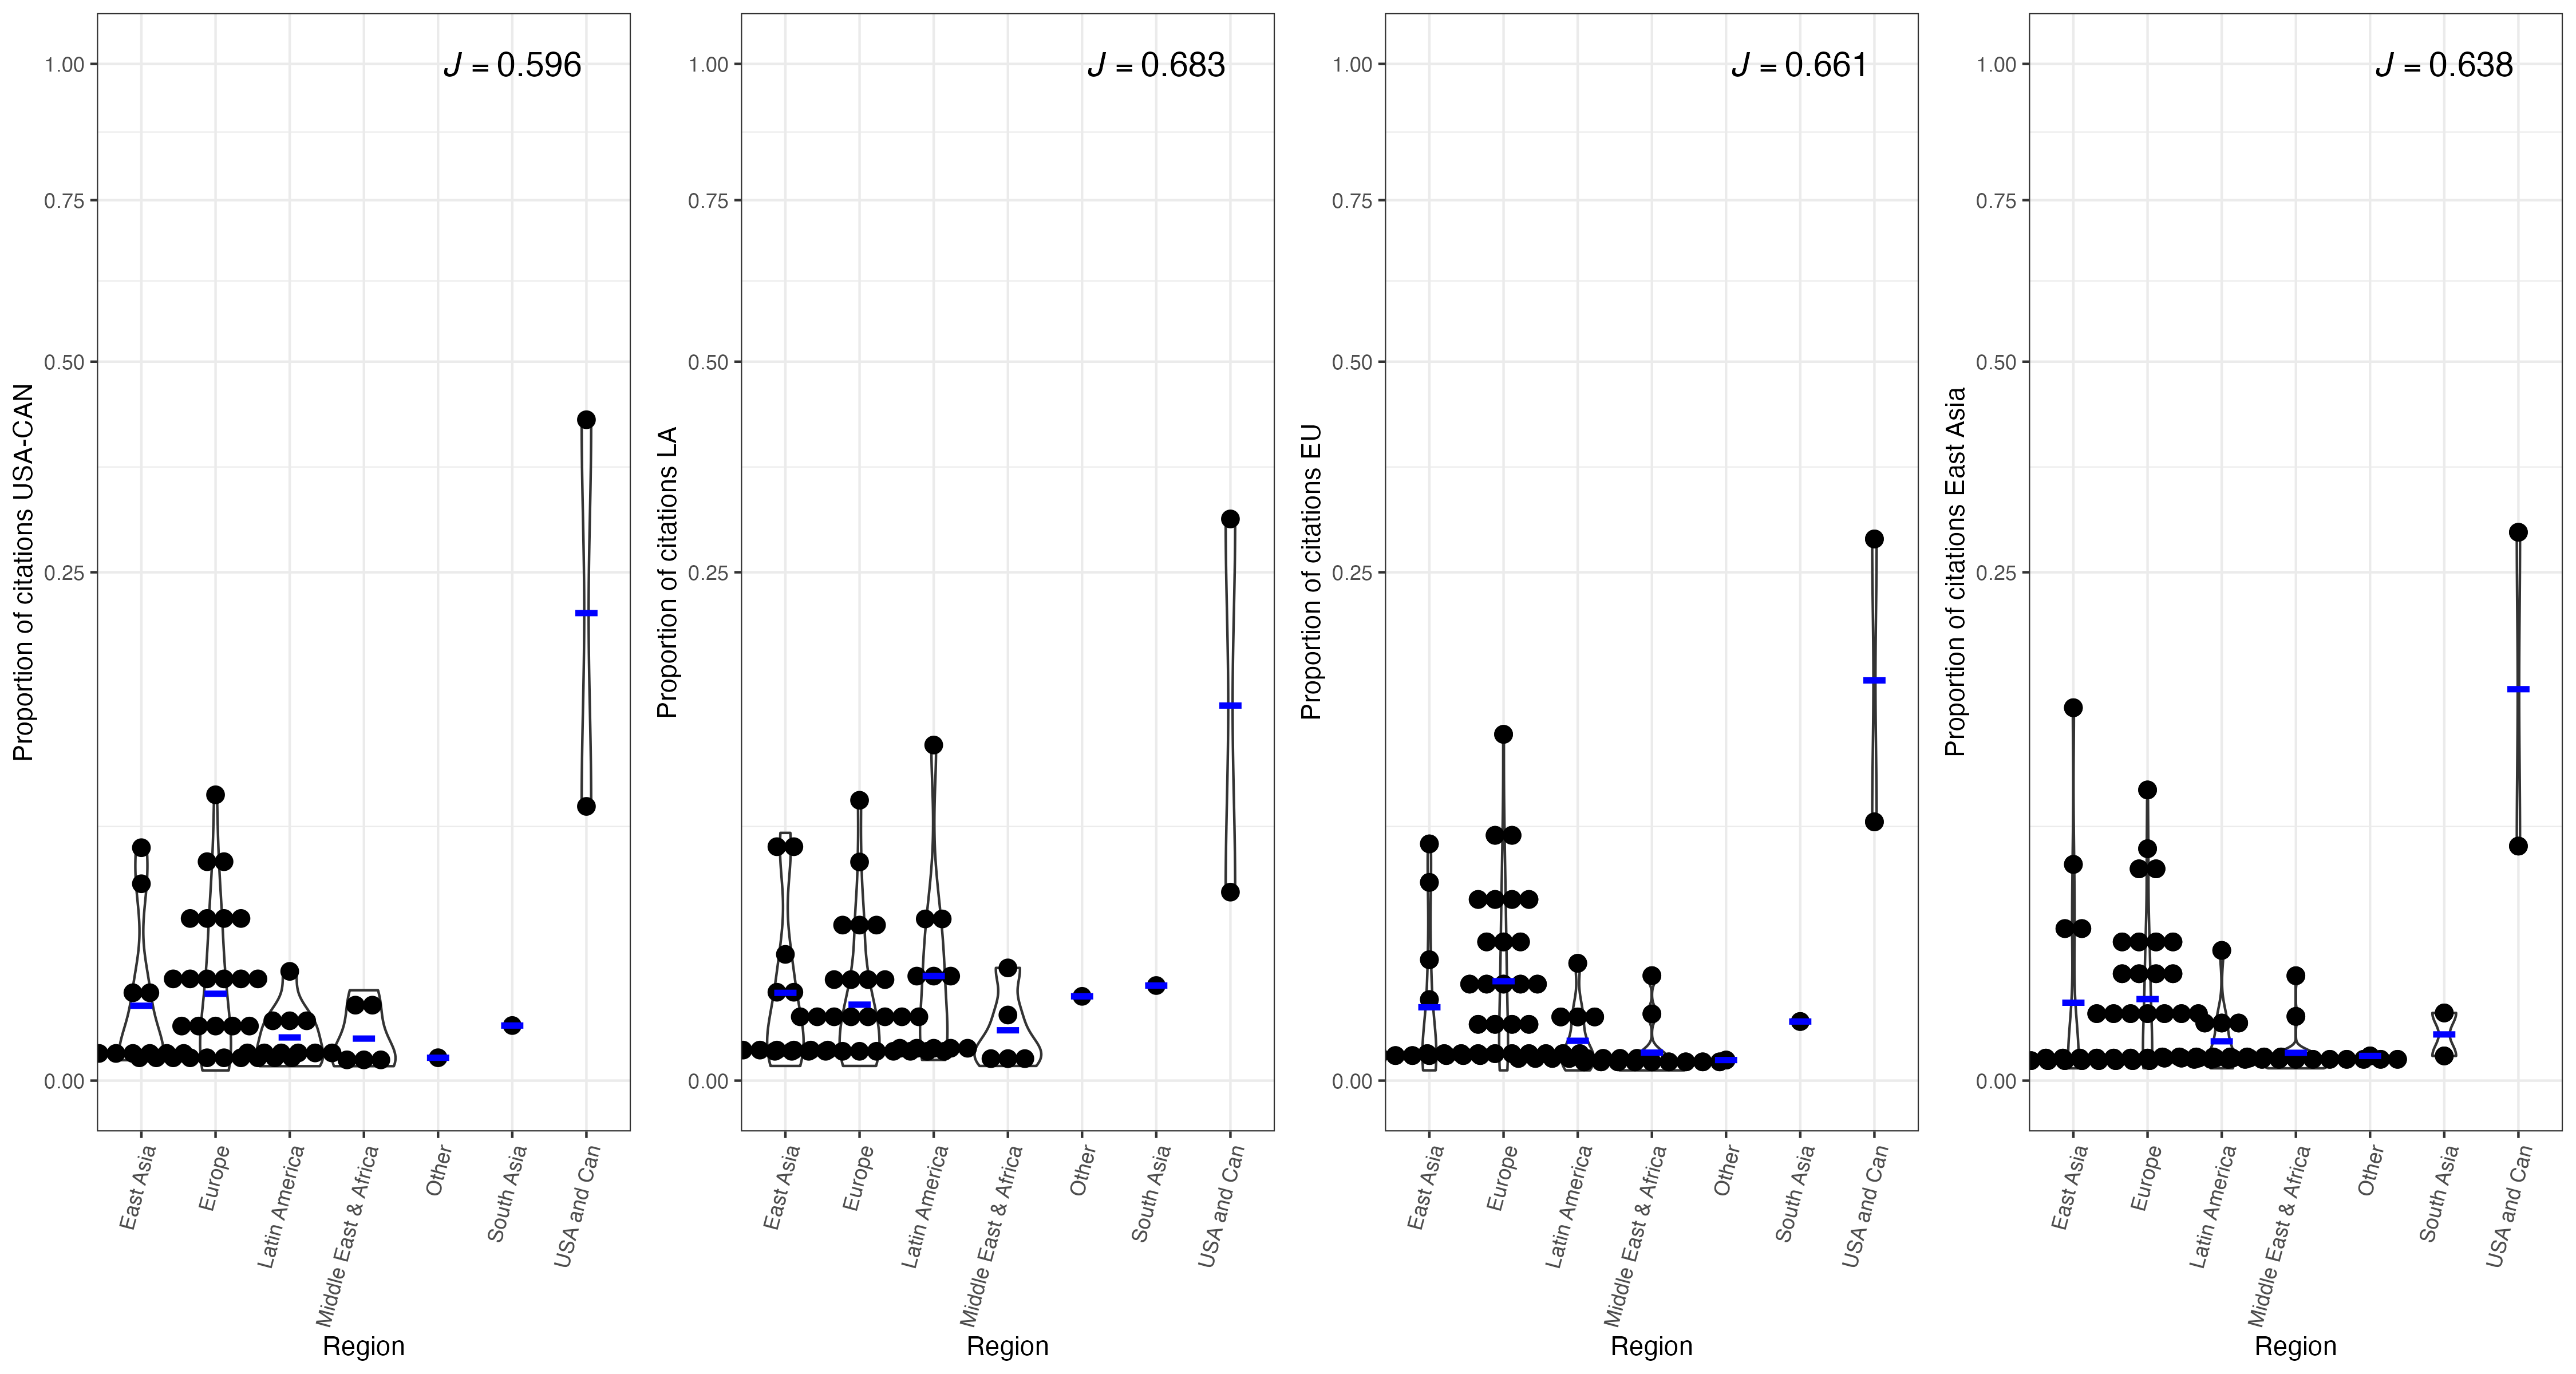 Proportion of citations USA-CAN
1.00
0.75
0.50
0.25
0.00
J = 0.596
East Asia
Europe
Latin America
Middle East & Africa
Other
South Asia
USA and Can
Region
Proportion of citations LA
1.00
0.75
0.50
0.25
0.00
J = 0.683
East Asia
Europe
Latin America
Middle East & Africa
Other
South Asia
USA and Can
Region
Proportion of citations EU
1.00
0.75
0.50
0.25
0.00
J = 0.661
East Asia
Europe
Latin America
Middle East & Africa
Other
South Asia
USA and Can
Region
Proportion of citations East Asia
1.00
0.75
0.50
0.25
0.00
J = 0.638
East Asia
Europe
Latin America
Middle East & Africa
Other
South Asia
USA and Can
Region